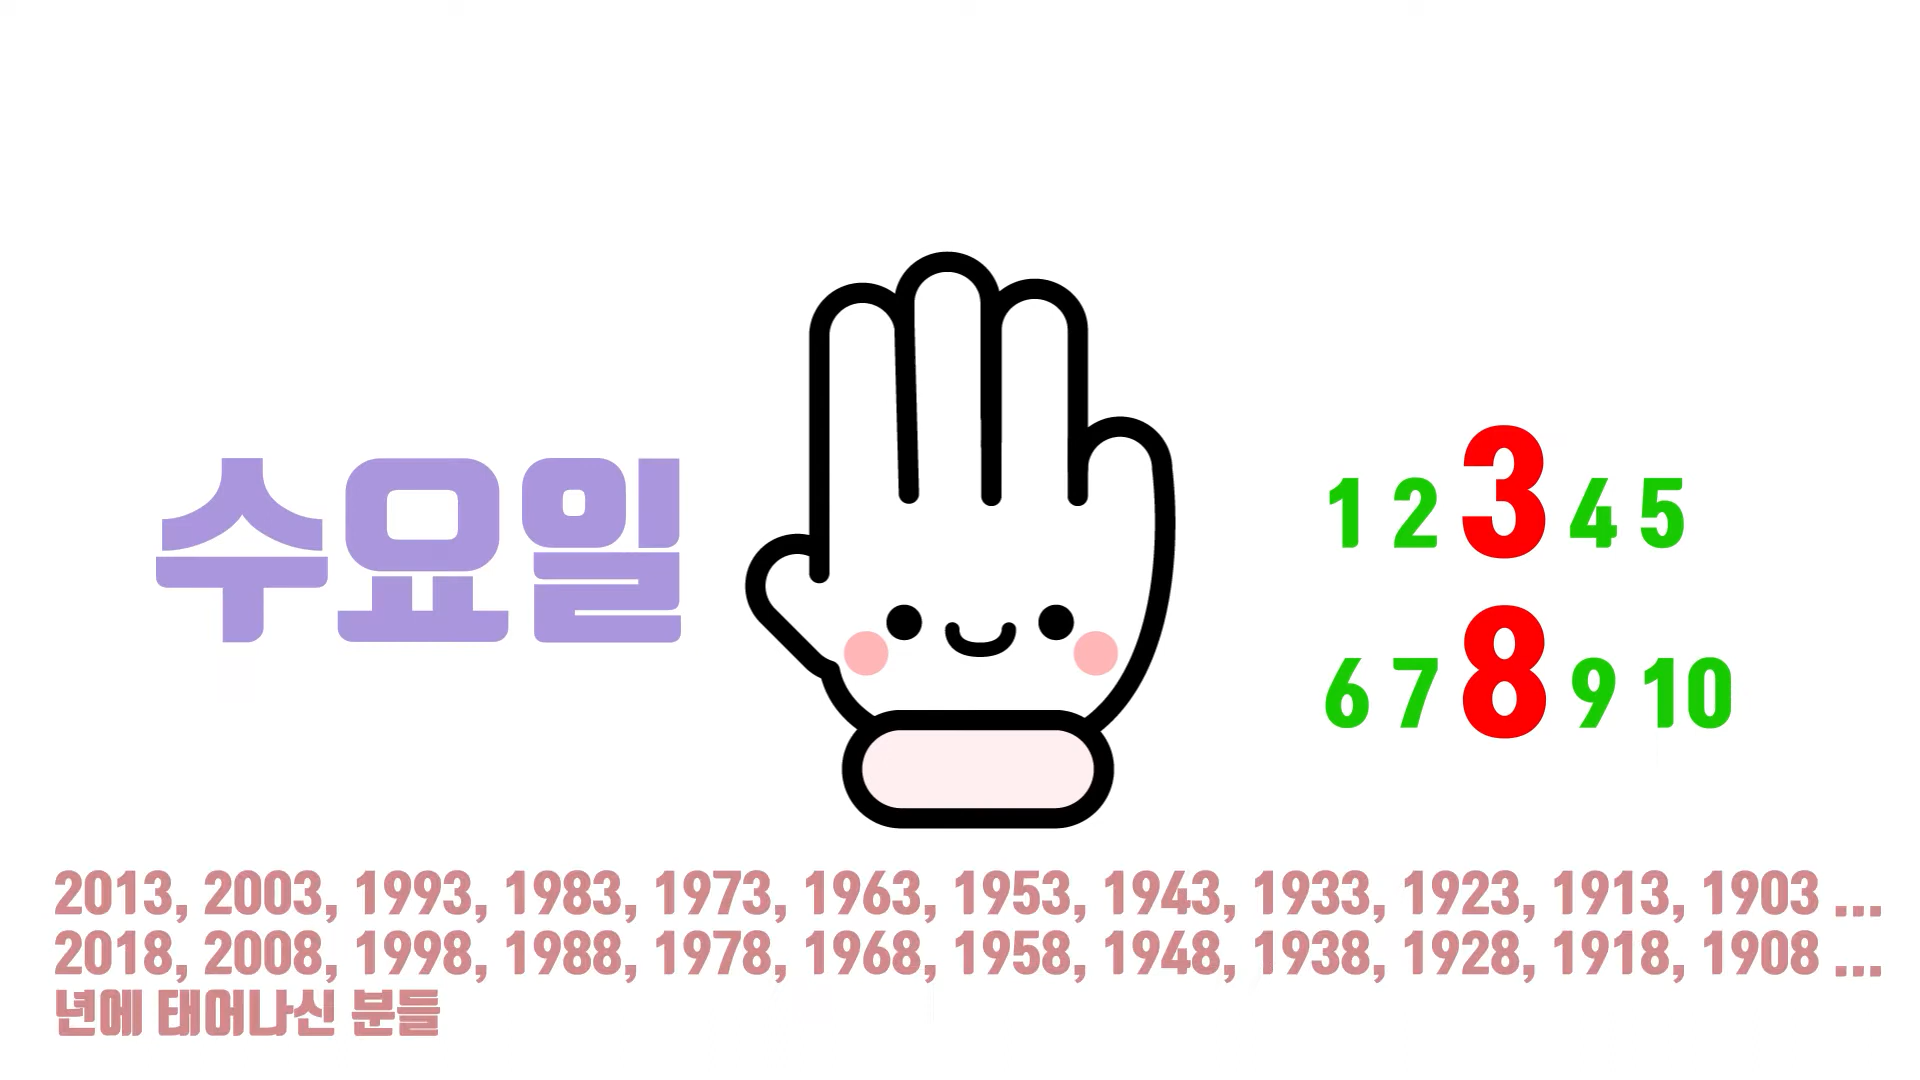 수요일
1 2 3 4 5
6 7 8 9 10
2013, 2003, 1993, 1983, 1973, 1963, 1953, 1943, 1933, 1923, 1913, 1903 ...
2018, 2008, 1998, 1988, 1978, 1968, 1958, 1948, 1938, 1928, 1918, 1908 ...
년에 태어나신 분들